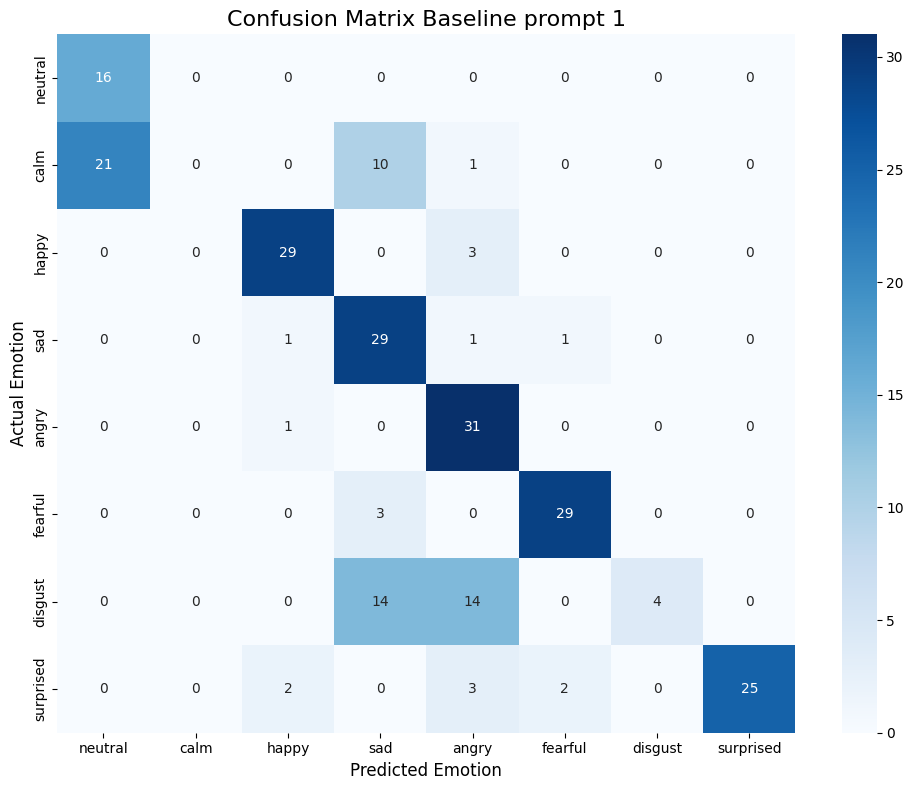 Confusion Matrix Baseline prompt 1
Actual Emotion
neutral 16 0 0 0 0 0 0 0
calm 21 0 0 10 1 0 0 0
happy 0 0 29 0 3 0 0 0
sad 0 0 1 29 1 1 0 0
angry 0 0 1 0 31 0 0 0
fearful 0 0 0 3 0 29 0 0
disgust 0 0 0 14 14 0 4 0
surprised 0 0 2 0 3 2 0 25
neutral calm happy sad angry fearful disgust surprised
Predicted Emotion
30
25
20
15
10
5
0